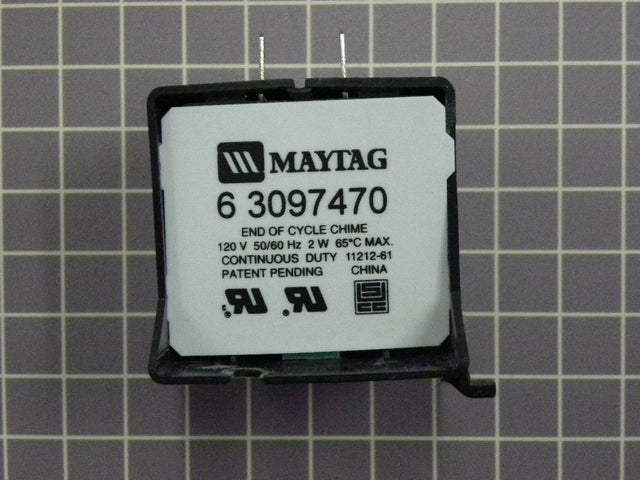 MAYTAG
6 3097470
END OF CYCLE CHIME
120 V 50/60 Hz 2 W 65°C MAX.
CONTINUOUS DUTY 11212-61
PATENT PENDING CHINA